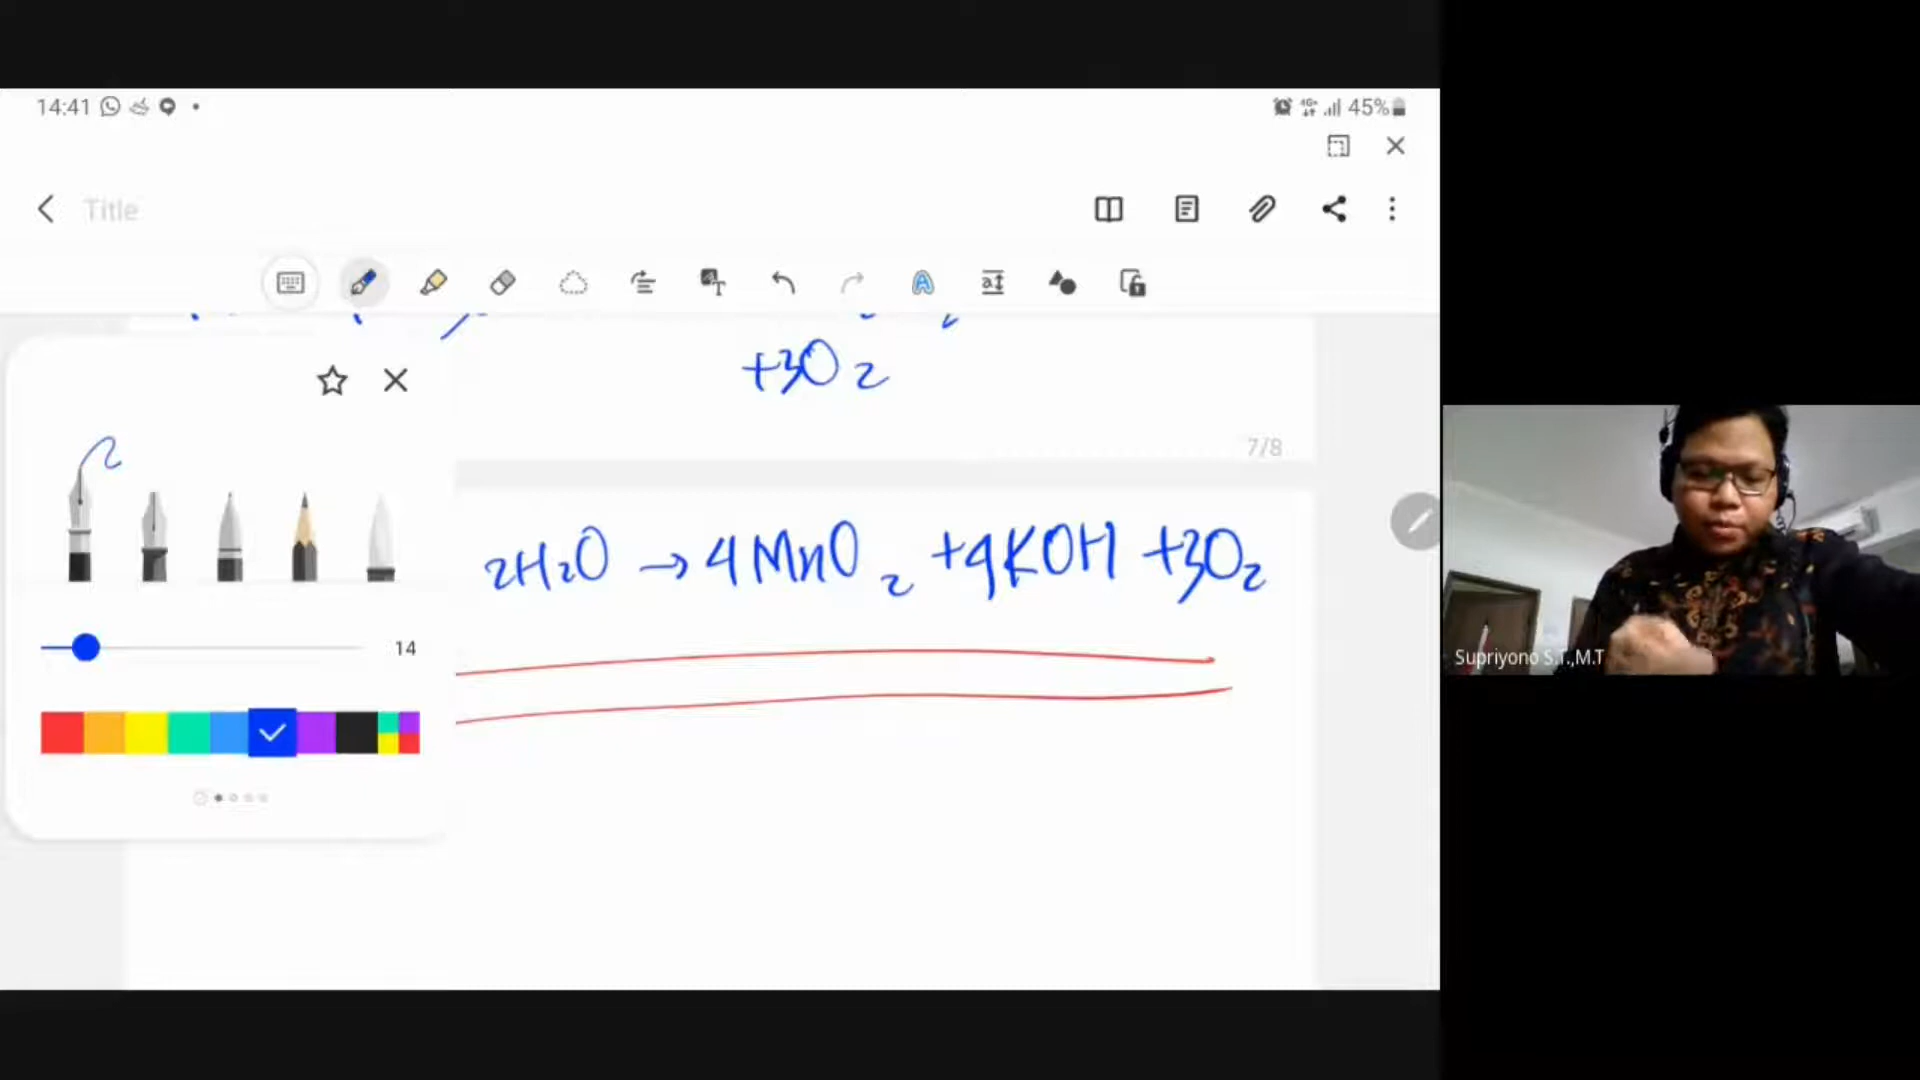 14:41
45%
Title
+3O₂
7/8
2H₂O → 4MnO₂ + 4KOH + 3O₂
14
Supriyono S.T.,M.T